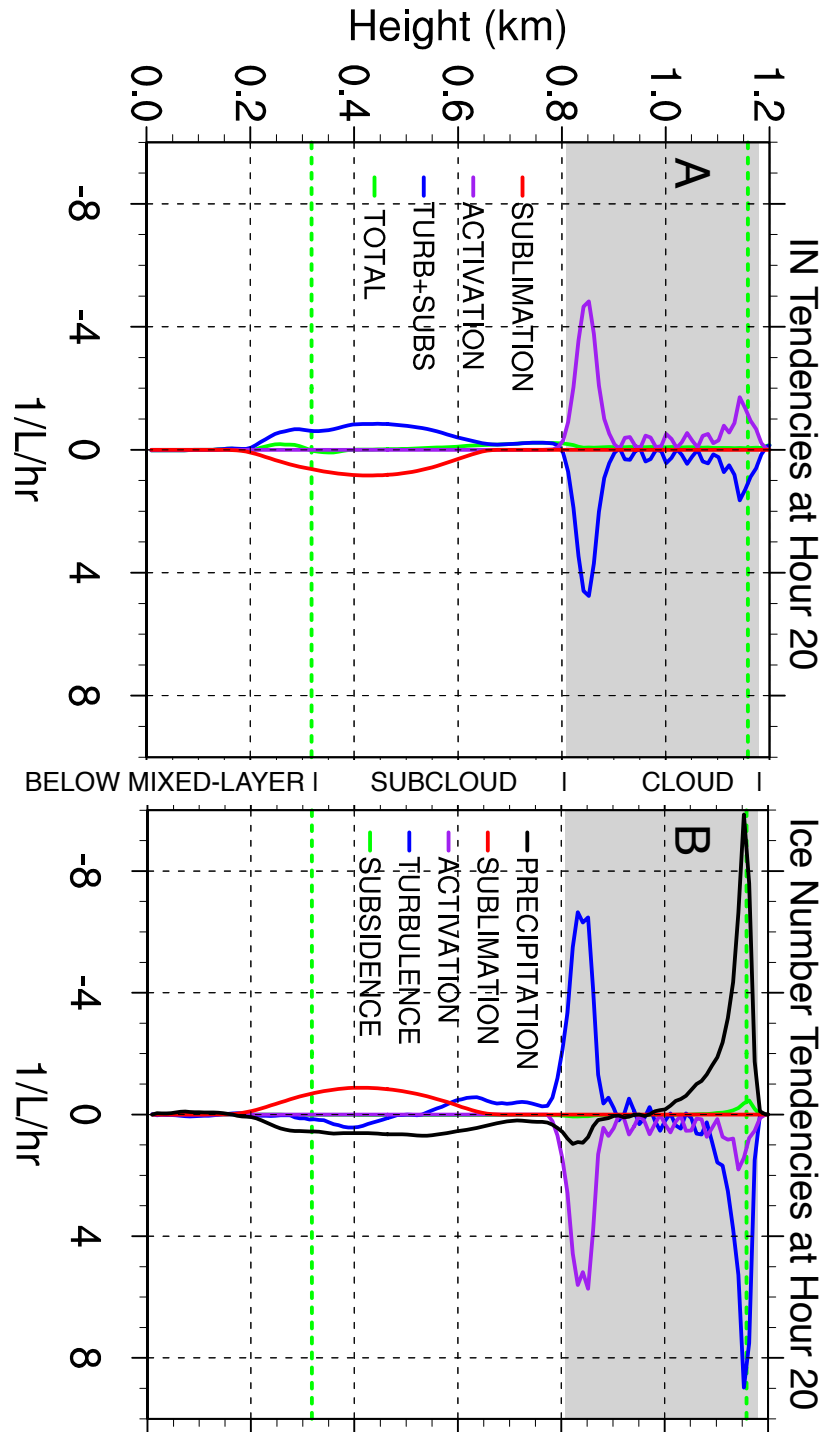 IN Tendencies at Hour 20
A
SUBLIMATION
ACTIVATION
TURB+SUBS
TOTAL
Height (km)
0.0 0.2 0.4 0.6 0.8 1.0 1.2
-8 -4 0 4 8
1/L/hr
BELOW MIXED-LAYER I SUBCLOUD I CLOUD I
Ice Number Tendencies at Hour 20
B
PRECIPITATION
SUBLIMATION
ACTIVATION
TURBULENCE
SUBSIDENCE
-8 -4 0 4 8
1/L/hr